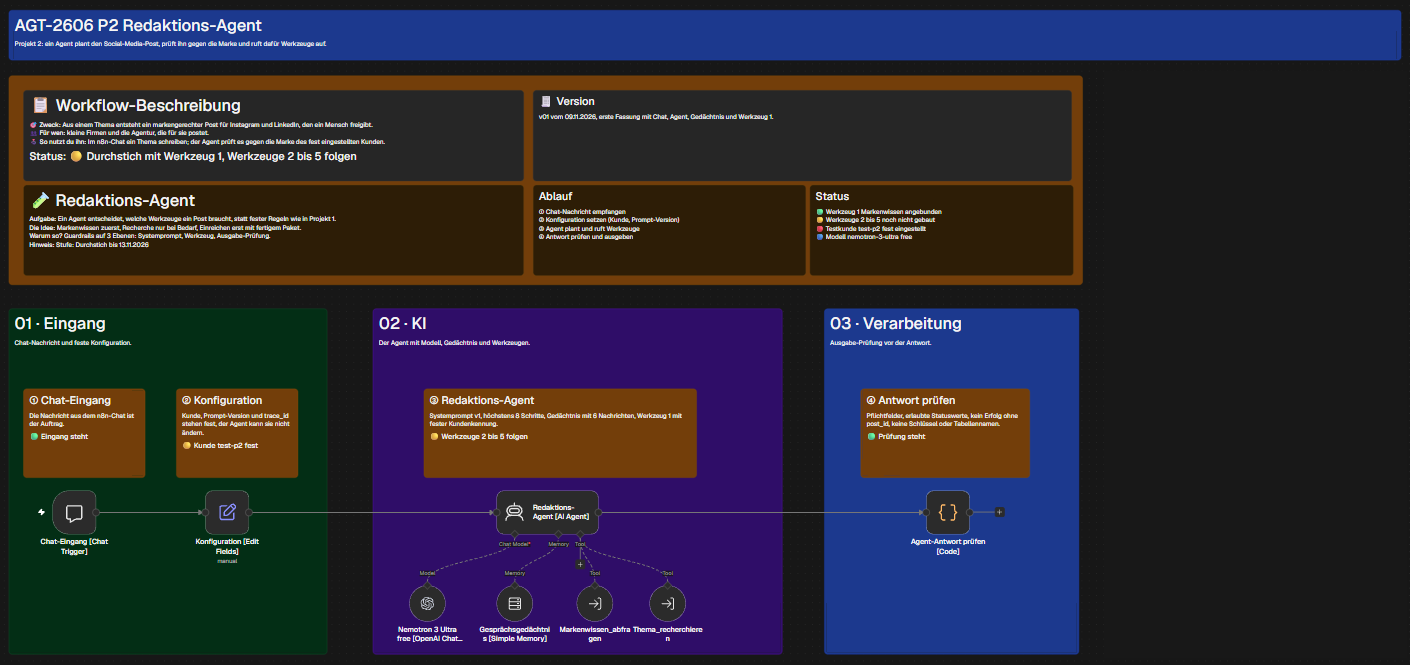 AGT-2606 P2 Redaktions-Agent
Projekt 2: ein Agent plant den Social-Media-Post, prüft ihn gegen die Marke und ruft dafür Werkzeuge auf.
📋 Workflow-Beschreibung
🎯 Zweck: Aus einem Thema entsteht ein markengerechter Post für Instagram und LinkedIn, den ein Mensch freigibt.
Für wen: kleine Firmen und die Agentur, die für sie postet.
So nutzt du ihn: Im n8n-Chat ein Thema schreiben; der Agent prüft es gegen die Marke des fest eingestellten Kunden.
Status: 🟡 Durchstich mit Werkzeug 1, Werkzeuge 2 bis 5 folgen
Version
v01 vom 09.11.2026, erste Fassung mit Chat, Agent, Gedächtnis und Werkzeug 1.
Redaktions-Agent
Aufgabe: Ein Agent entscheidet, welche Werkzeuge ein Post braucht, statt fester Regeln wie in Projekt 1.
Die Idee: Markenwissen zuerst, Recherche nur bei Bedarf, Einreichen erst mit fertigem Paket.
Warum so? Guardrails auf 3 Ebenen: Systemprompt, Werkzeug, Ausgabe-Prüfung.
Hinweis: Stufe: Durchstich bis 13.11.2026
Ablauf
① Chat-Nachricht empfangen
② Konfiguration setzen (Kunde, Prompt-Version)
③ Agent plant und ruft Werkzeuge
④ Antwort prüfen und ausgeben
Status
🟢 Werkzeug 1 Markenwissen angebunden
🟡 Werkzeuge 2 bis 5 noch nicht gebaut
🔴 Testkunde test-p2 fest eingestellt
🔵 Modell nemotron-3-ultra free
01 · Eingang
Chat-Nachricht und feste Konfiguration.
① Chat-Eingang
Die Nachricht aus dem n8n-Chat ist
der Auftrag.
🟢 Eingang steht
② Konfiguration
Kunde, Prompt-Version und trace_id
stehen fest, der Agent kann sie nicht
ändern.
🟡 Kunde test-p2 fest
Chat-Eingang [Chat
Trigger]
Konfiguration [Edit
Fields]
manual
02 · KI
Der Agent mit Modell, Gedächtnis und Werkzeugen.
③ Redaktions-Agent
Systemprompt v1, höchstens 8 Schritte, Gedächtnis mit 6 Nachrichten, Werkzeug 1 mit
fester Kundenkennung.
🟡 Werkzeuge 2 bis 5 folgen
Redaktions-
Agent [AI Agent]
Chat Model*
Memory
Tool
Model
Memory
Tool
Tool
Nemotron 3 Ultra
free [OpenAI Chat...
Gesprächsgedächtni
s [Simple Memory]
Markenwissen_abfra
gen
Thema_recherchiere
n
03 · Verarbeitung
Ausgabe-Prüfung vor der Antwort.
④ Antwort prüfen
Pflichtfelder, erlaubte Statuswerte, kein Erfolg ohne
post_id, keine Schlüssel oder Tabellennamen.
🟢 Prüfung steht
Agent-Antwort prüfen
[Code]